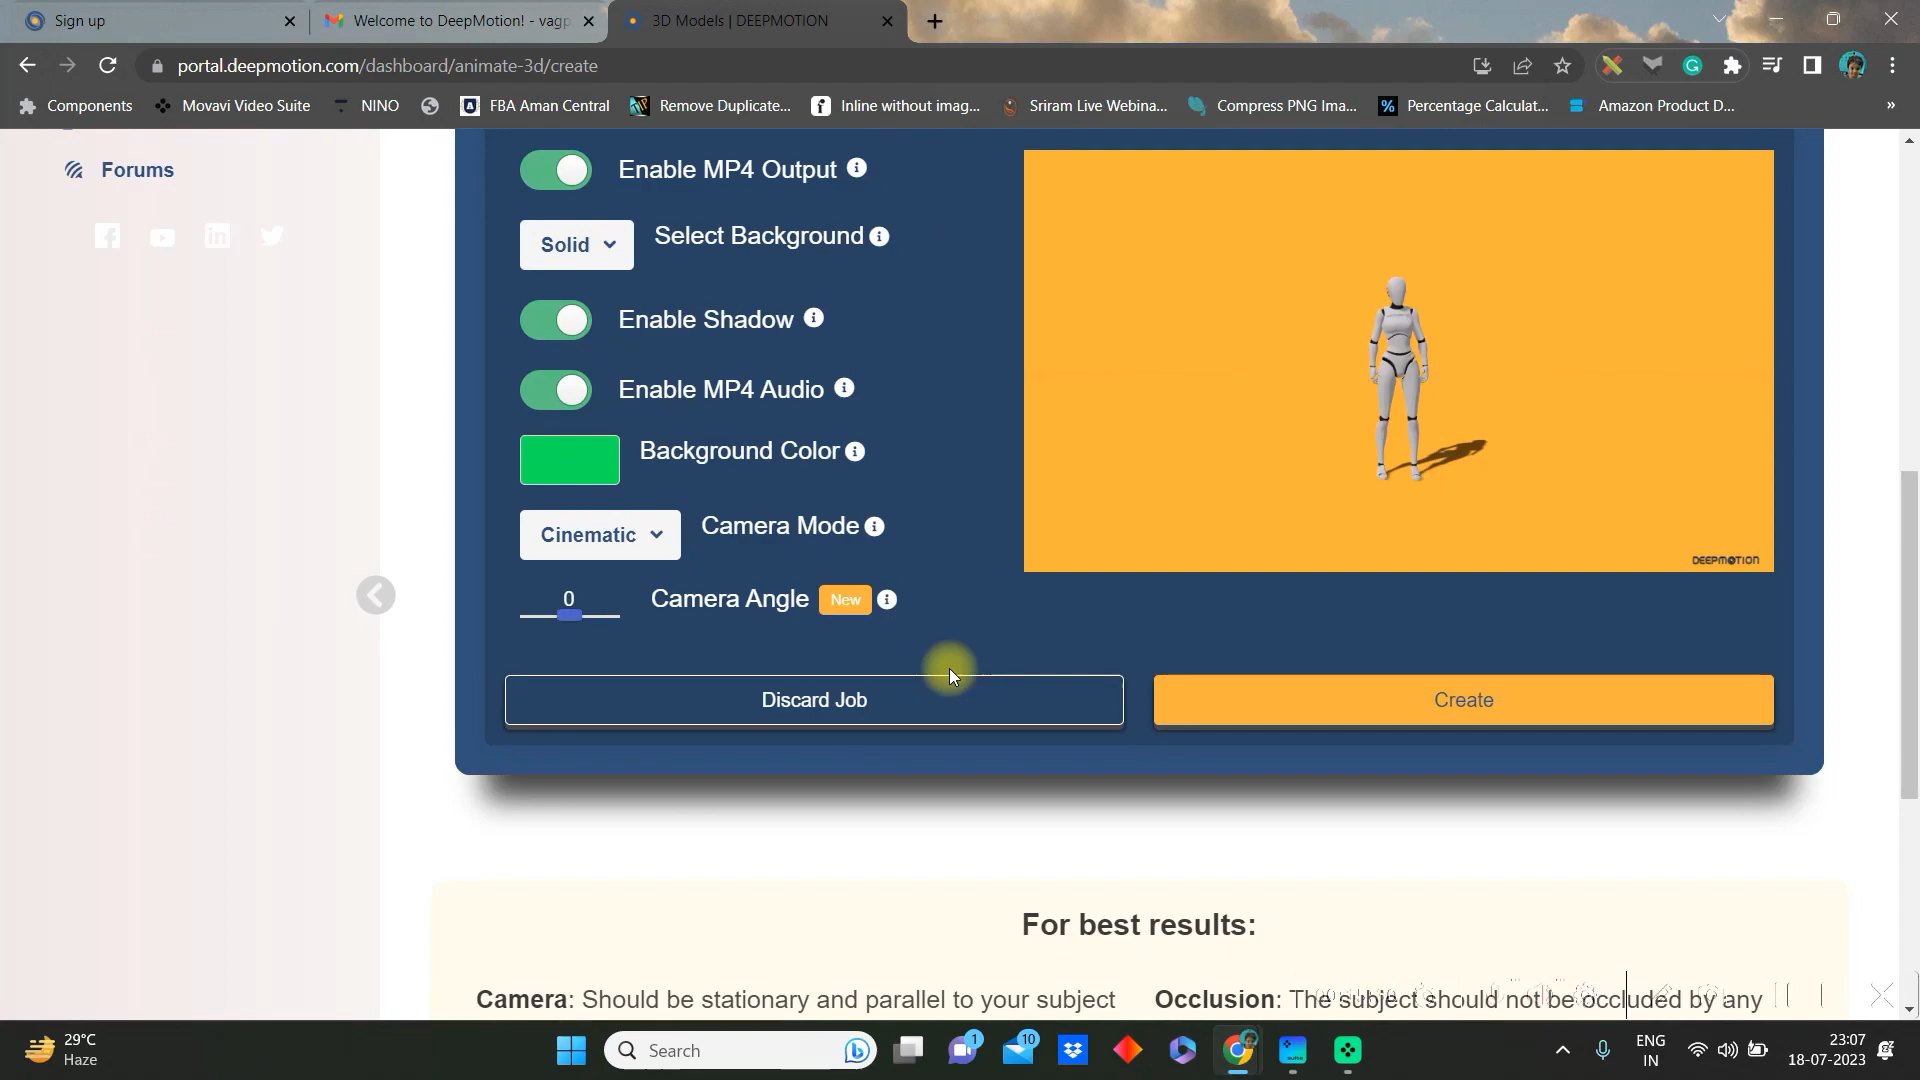 Sign up
Welcome to DeepMotion! - vagp
3D Models | DEEPMOTION
portal.deepmotion.com/dashboard/animate-3d/create
Components
Movavi Video Suite
NINO
FBA Aman Central
Remove Duplicate...
Inline without imag...
Sriram Live Webina...
Compress PNG Ima...
Percentage Calculat...
Amazon Product D...
»
Forums
Enable MP4 Output
Solid
Select Background
Enable Shadow
Enable MP4 Audio
Background Color
Cinematic
Camera Mode
0
Camera Angle
New
DEEPMOTION
Discard Job
Create
For best results:
Camera: Should be stationary and parallel to your subject
Occlusion: The subject should not be occluded by any
29°C
Haze
Search
1
10
suite
ENG
IN
23:07
18-07-2023